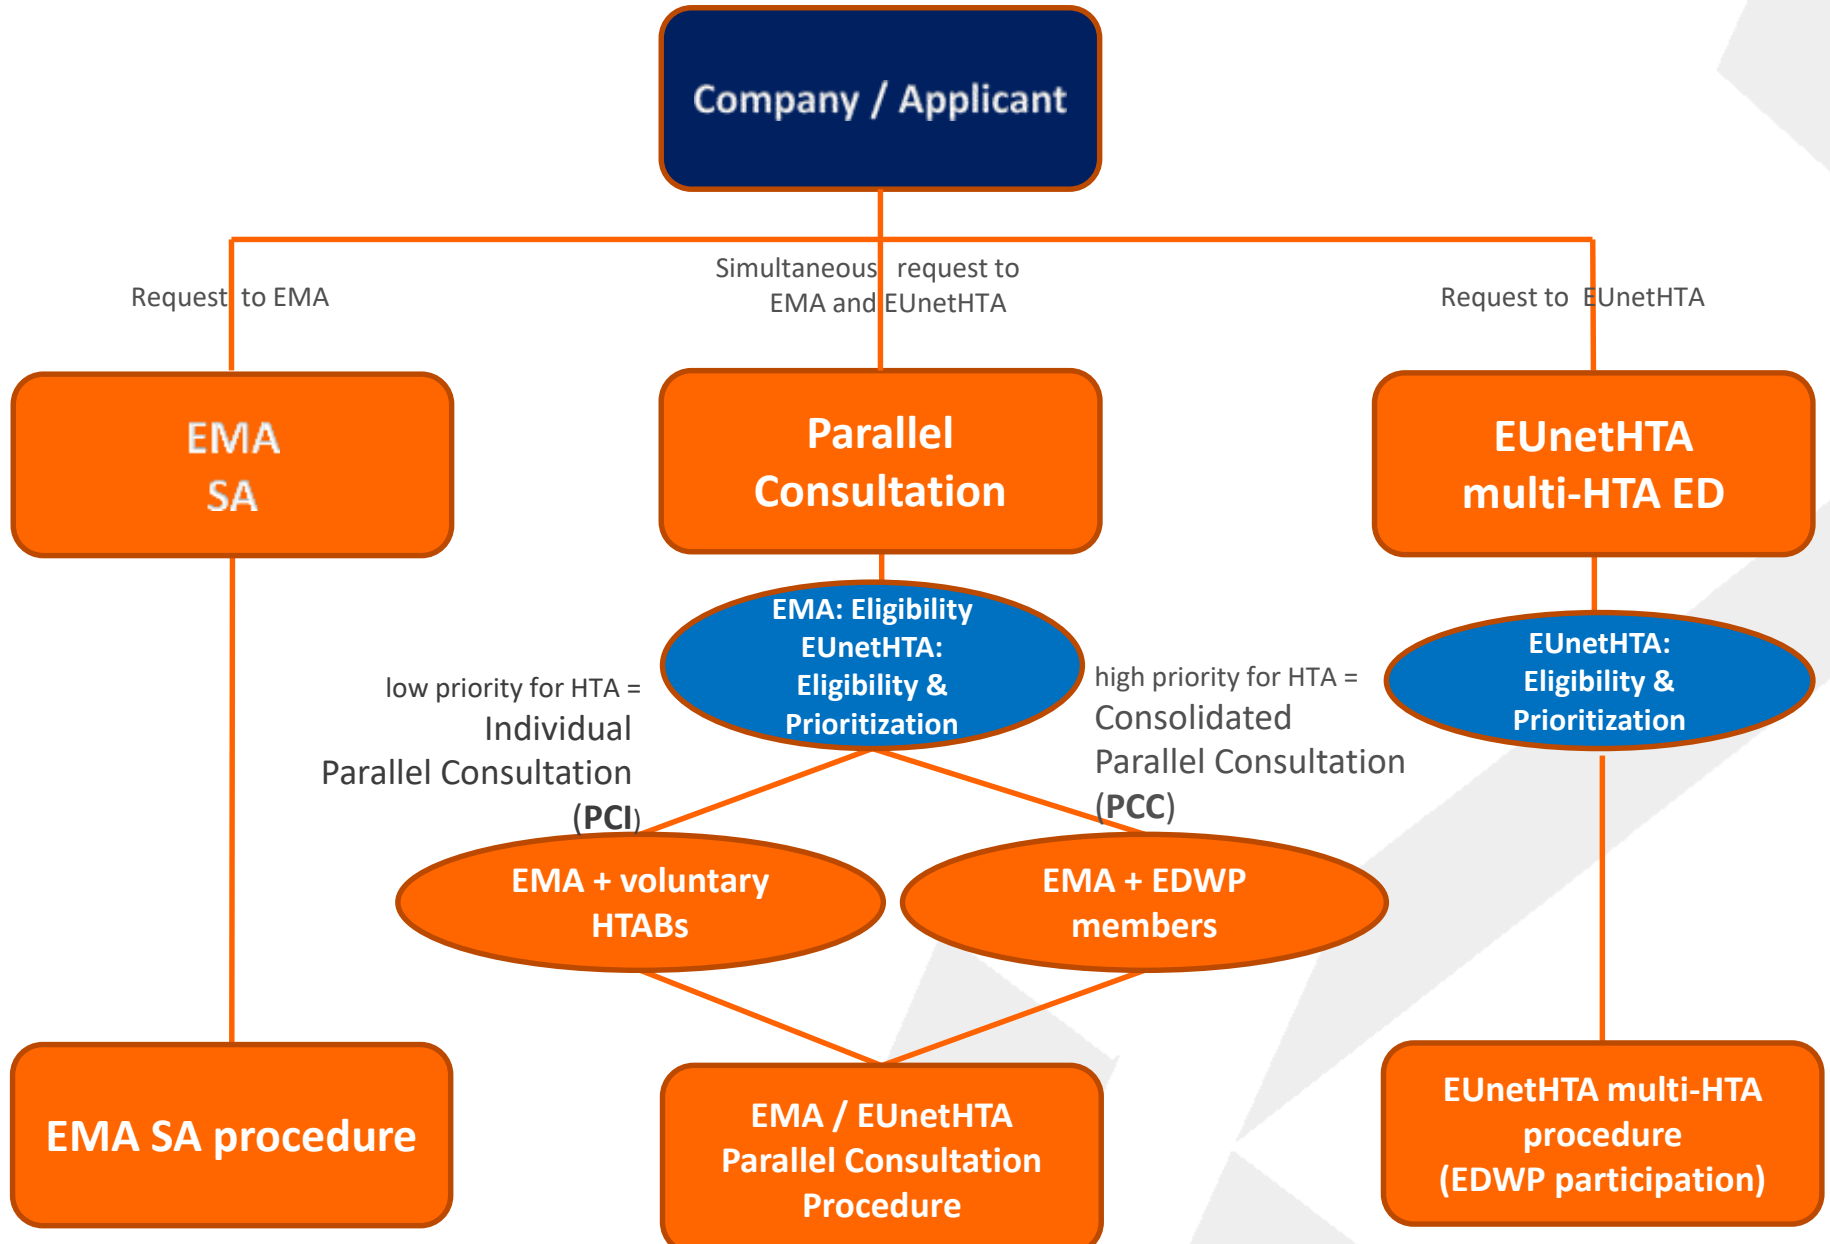 Company / Applicant
Request to EMA
Simultaneous request to
EMA and EUnetHTA
Request to EUnetHTA
EMA
SA
Parallel
Consultation
EUnetHTA
multi-HTA ED
EMA: Eligibility
EUnetHTA:
Eligibility &
Prioritization
EUnetHTA:
Eligibility &
Prioritization
low priority for HTA =
Individual
Parallel Consultation
(PCI)
high priority for HTA =
Consolidated
Parallel Consultation
(PCC)
EMA + voluntary
HTABs
EMA + EDWP
members
EMA SA procedure
EMA / EUnetHTA
Parallel Consultation
Procedure
EUnetHTA multi-HTA
procedure
(EDWP participation)